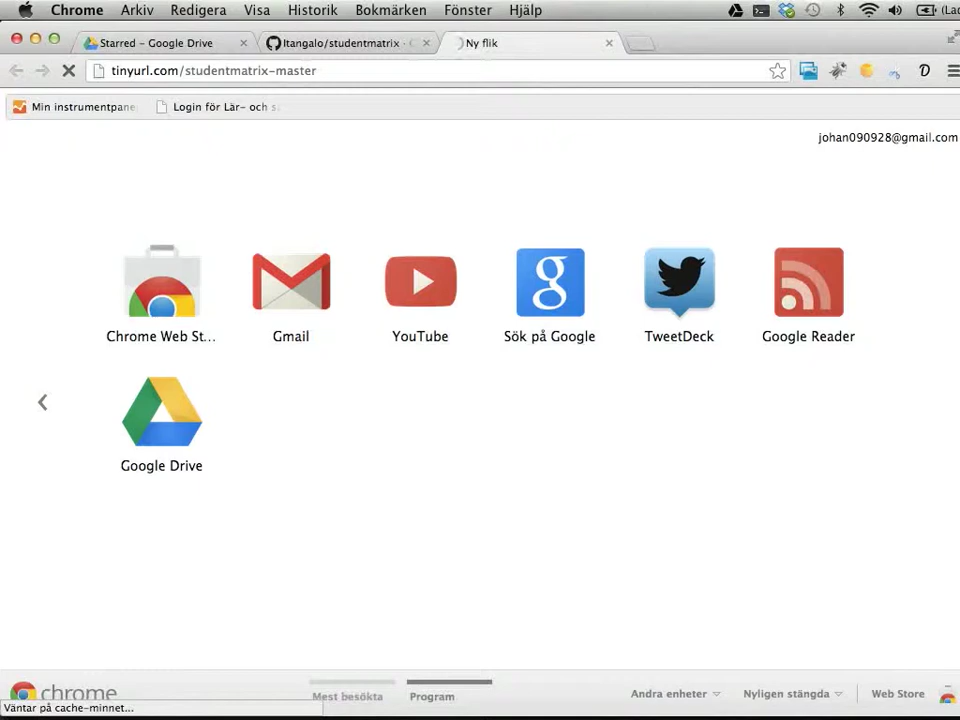 Chrome Arkiv Redigera Visa Historik Bokmärken Fönster Hjälp
Starred – Google Drive Itangalo/studentmatrix · Ny flik
tinyurl.com/studentmatrix-master
Min instrumentpane Login för Lär- och s
johan090928@gmail.com
Chrome Web St... Gmail YouTube Sök på Google TweetDeck Google Reader
Google Drive
chrome Mest besökta Program Andra enheter Nyligen stängda Web Store
Väntar på cache-minnet...